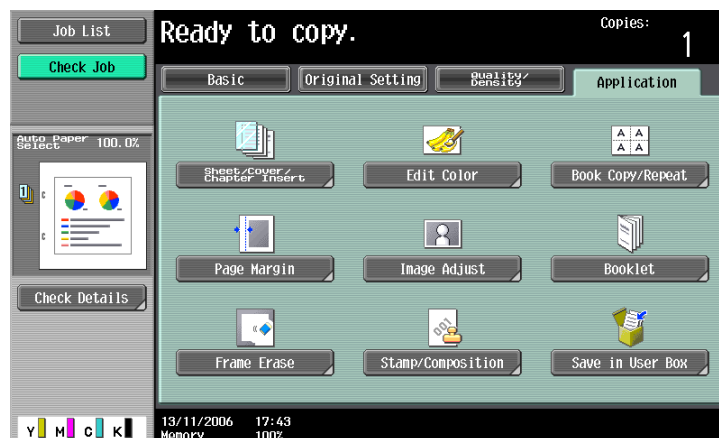 Job List
Ready to copy.
Copies:
1
Check Job
Basic
Original Setting
Quality/
Density
Application
Auto Paper
Select
100.0%
Sheet/Cover/
Chapter Insert
Edit Color
Book Copy/Repeat
Page Margin
Image Adjust
Booklet
Check Details
Frame Erase
Stamp/Composition
Save in User Box
Y M C K
13/11/2006 17:43
Memory 100%